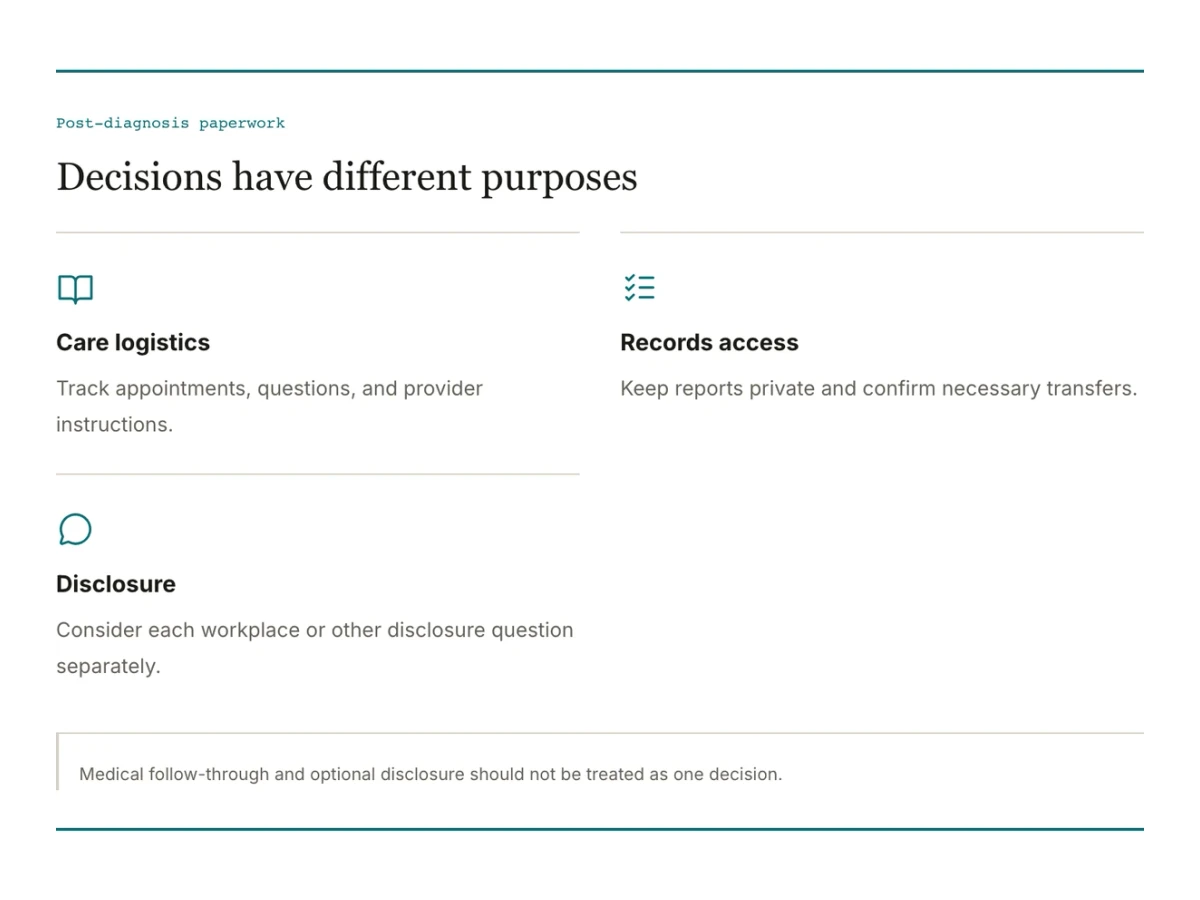 Post-diagnosis paperwork
Decisions have different purposes
Care logistics
Track appointments, questions, and provider
instructions.
Records access
Keep reports private and confirm necessary transfers.
Disclosure
Consider each workplace or other disclosure question
separately.
Medical follow-through and optional disclosure should not be treated as one decision.